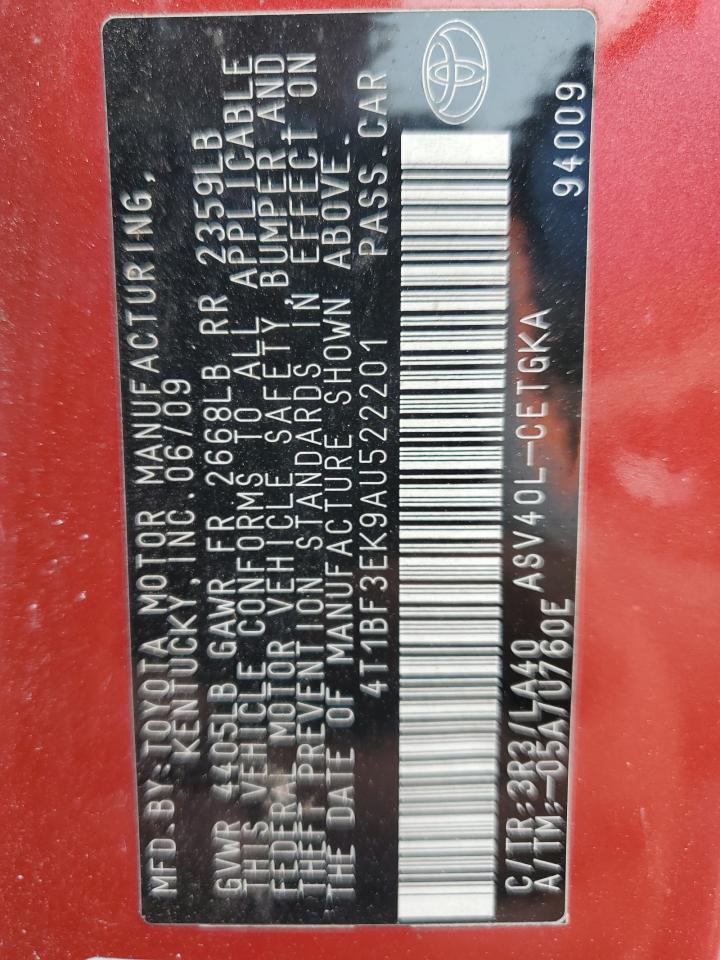 MFD.BY:TOYOTA MOTOR MANUFACTURING,
KENTUCKY, INC. 06/09
GVWR 4405LB GAWR FR 2668LB RR 2359LB
THIS VEHICLE CONFORMS TO ALL APPLICABLE
FEDERAL MOTOR VEHICLE SAFETY, BUMPER AND
THEFT PREVENTION STANDARDS IN EFFECT ON
THE DATE OF MANUFACTURE SHOWN ABOVE.
4T1BF3EK9AU522201 PASS.CAR
C/TR:3R3/LA40 ASV40L-CETGKA
A/TM:-05A/U760E 94009